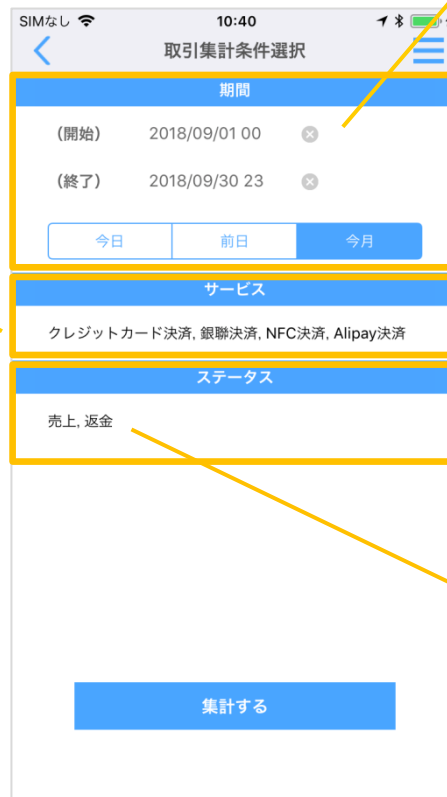 SIMなし 10:40
取引集計条件選択
期間
(開始) 2018/09/01 00
(終了) 2018/09/30 23
今日 前日 今月
サービス
クレジットカード決済, 銀聯決済, NFC決済, Alipay決済
ステータス
売上, 返金
集計する